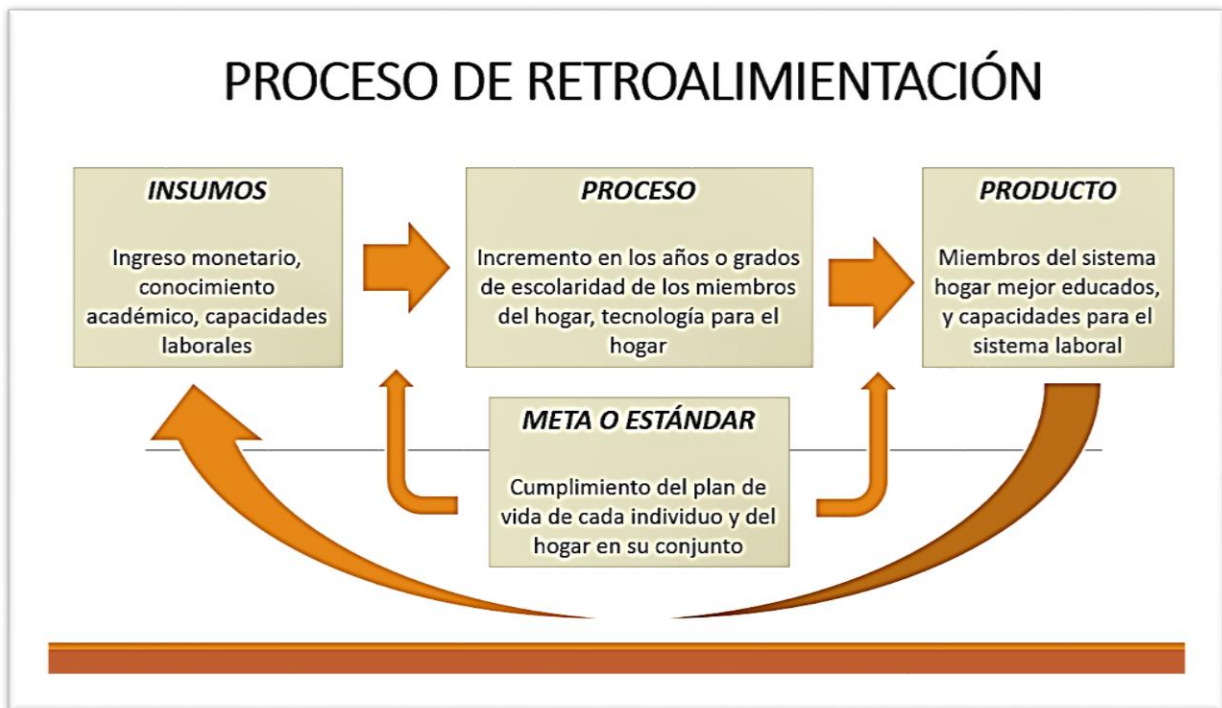 PROCESO DE RETROALIMIENTACIÓN
INSUMOS
Ingreso monetario,
conocimiento
académico, capacidades
laborales
PROCESO
Incremento en los años o grados
de escolaridad de los miembros
del hogar, tecnología para el
hogar
PRODUCTO
Miembros del sistema
hogar mejor educados,
y capacidades para el
sistema laboral
META O ESTÁNDAR
Cumplimiento del plan de
vida de cada individuo y del
hogar en su conjunto